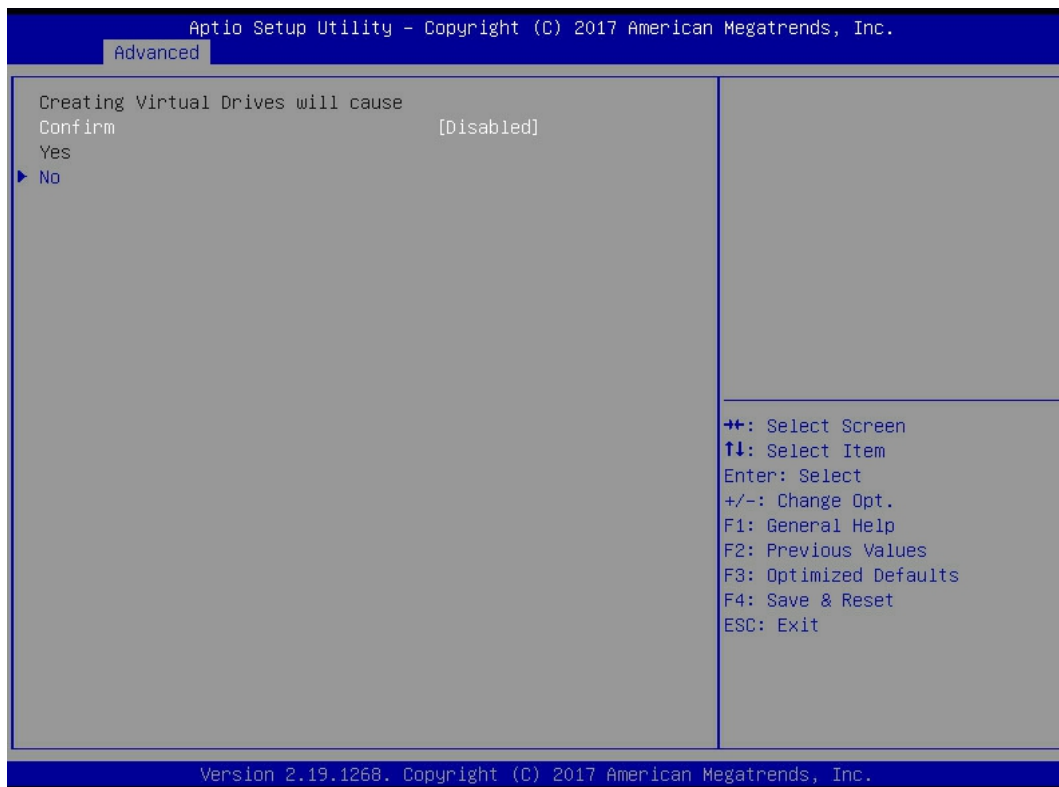 Aptio Setup Utility – Copyright (C) 2017 American Megatrends, Inc.
Advanced
Creating Virtual Drives will cause
Confirm [Disabled]
Yes
▶ No
→←: Select Screen
↑↓: Select Item
Enter: Select
+/-: Change Opt.
F1: General Help
F2: Previous Values
F3: Optimized Defaults
F4: Save & Reset
ESC: Exit
Version 2.19.1268. Copyright (C) 2017 American Megatrends, Inc.